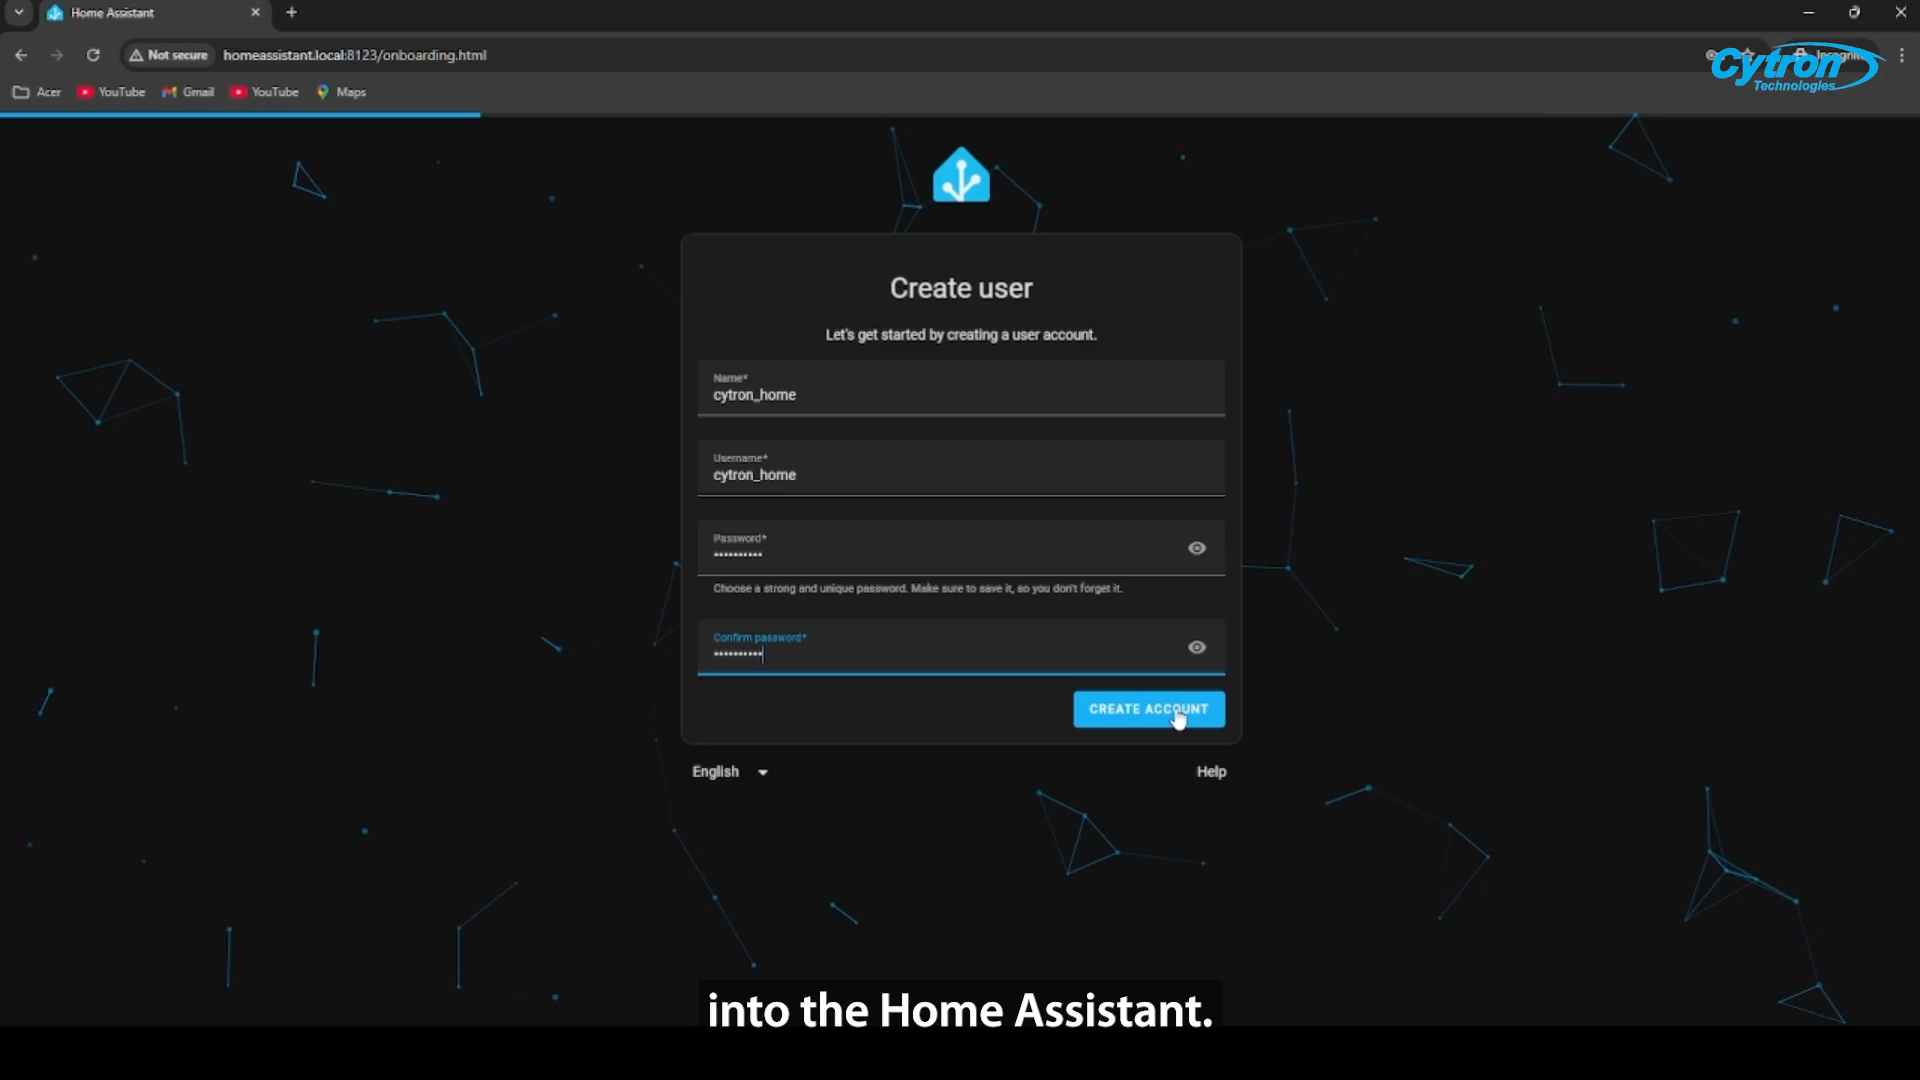 Home Assistant
Not secure
homeassistant.local:8123/onboarding.html
Cytron
Technologies
Acer
YouTube
Gmail
YouTube
Maps
Create user
Let's get started by creating a user account.
Name*
cytron_home
Username*
cytron_home
Password*
••••••••••
Choose a strong and unique password. Make sure to save it, so you don't forget it.
Confirm password*
••••••••••
CREATE ACCOUNT
English
Help
into the Home Assistant.